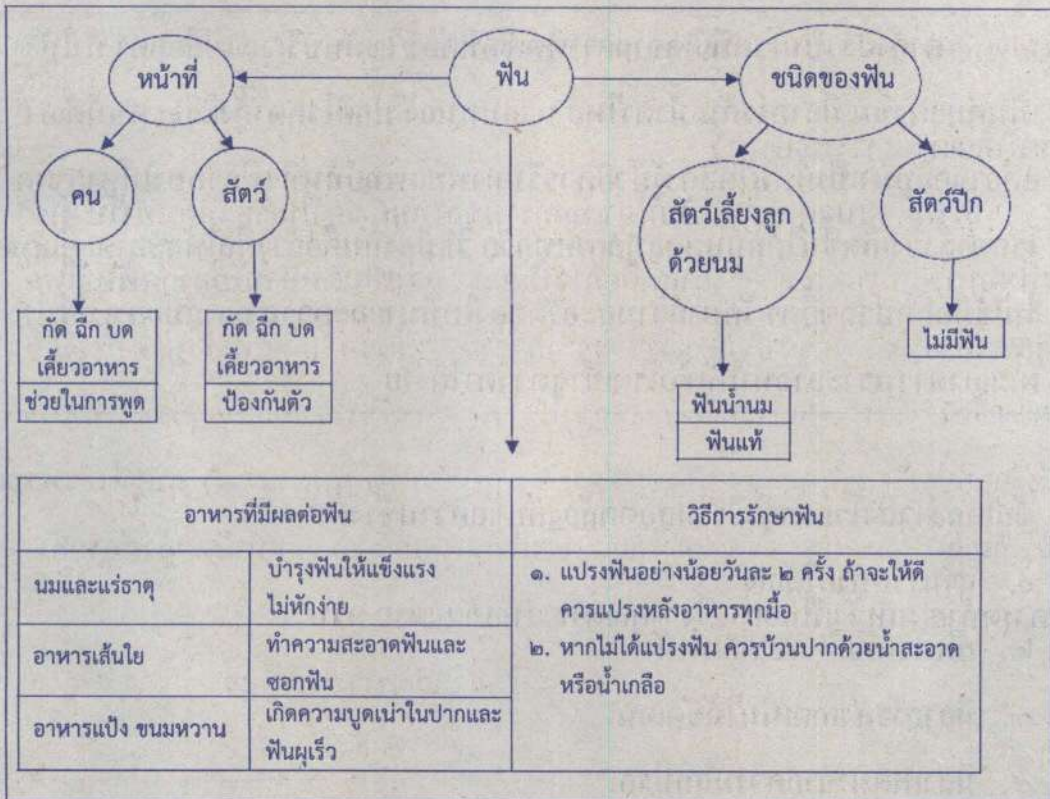 หน้าที่
ฟัน
ชนิดของฟัน
คน
สัตว์
สัตว์เลี้ยงลูก
ด้วยนม
สัตว์ปีก
กัด ฉีก บด
เคี้ยวอาหาร
ช่วยในการพูด
กัด ฉีก บด
เคี้ยวอาหาร
ป้องกันตัว
ฟันน้ำนม
ฟันแท้
ไม่มีฟัน
อาหารที่มีผลต่อฟัน
วิธีการรักษาฟัน
นมและแร่ธาตุ
บำรุงฟันให้แข็งแรง
ไม่หักง่าย
อาหารเส้นใย
ทำความสะอาดฟันและ
ซอกฟัน
อาหารแป้ง ขนมหวาน
เกิดความบูดเน่าในปากและ
ฟันผุเร็ว
๑. แปรงฟันอย่างน้อยวันละ ๒ ครั้ง ถ้าจะให้ดี
ควรแปรงหลังอาหารทุกมื้อ
๒. หากไม่ได้แปรงฟัน ควรบ้วนปากด้วยน้ำสะอาด
หรือน้ำเกลือ